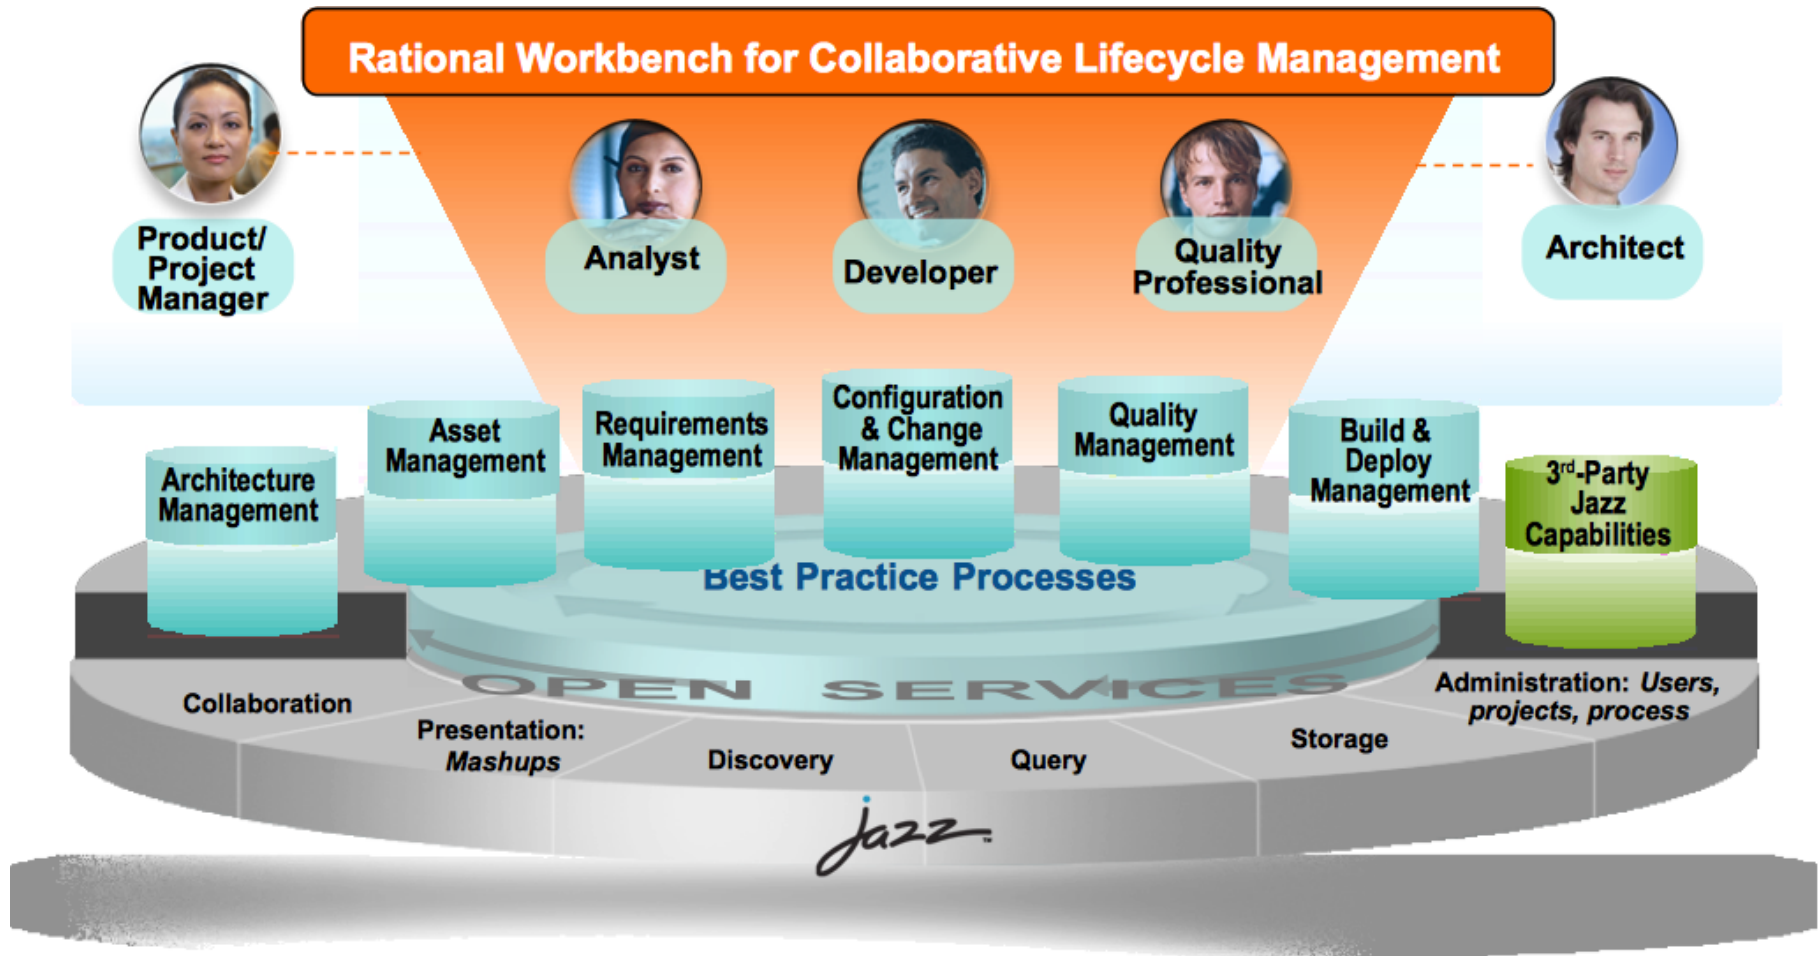 Rational Workbench for Collaborative Lifecycle Management
Product/
Project
Manager
Analyst
Developer
Quality
Professional
Architect
Architecture
Management
Asset
Management
Requirements
Management
Configuration
& Change
Management
Quality
Management
Build &
Deploy
Management
3rd-Party
Jazz
Capabilities
Best Practice Processes
OPEN SERVICES
Collaboration
Presentation:
Mashups
Discovery
Query
Storage
Administration: Users,
projects, process
jazz™